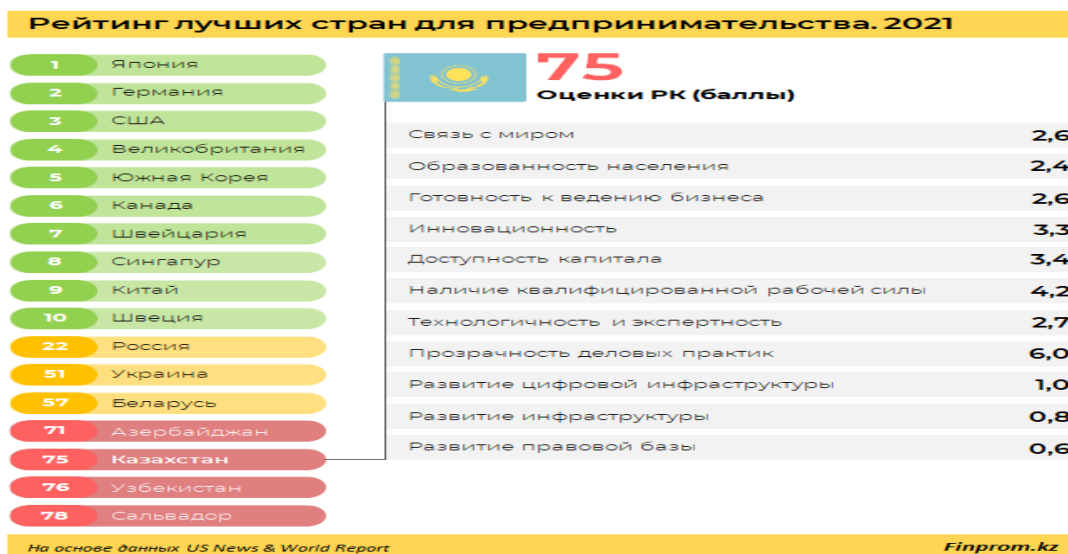 Рейтинг лучших стран для предпринимательства. 2021
1 Япония
2 Германия
3 США
4 Великобритания
5 Южная Корея
6 Канада
7 Швейцария
8 Сингапур
9 Китай
10 Швеция
22 Россия
51 Украина
57 Беларусь
71 Азербайджан
75 Казахстан
76 Узбекистан
78 Сальвадор
75
Оценки РК (баллы)
Связь с миром 2,6
Образованность населения 2,4
Готовность к ведению бизнеса 2,6
Инновационность 3,3
Доступность капитала 3,4
Наличие квалифицированной рабочей силы 4,2
Технологичность и экспертность 2,7
Прозрачность деловых практик 6,0
Развитие цифровой инфраструктуры 1,0
Развитие инфраструктуры 0,8
Развитие правовой базы 0,6
На основе данных US News & World Report
Finprom.kz